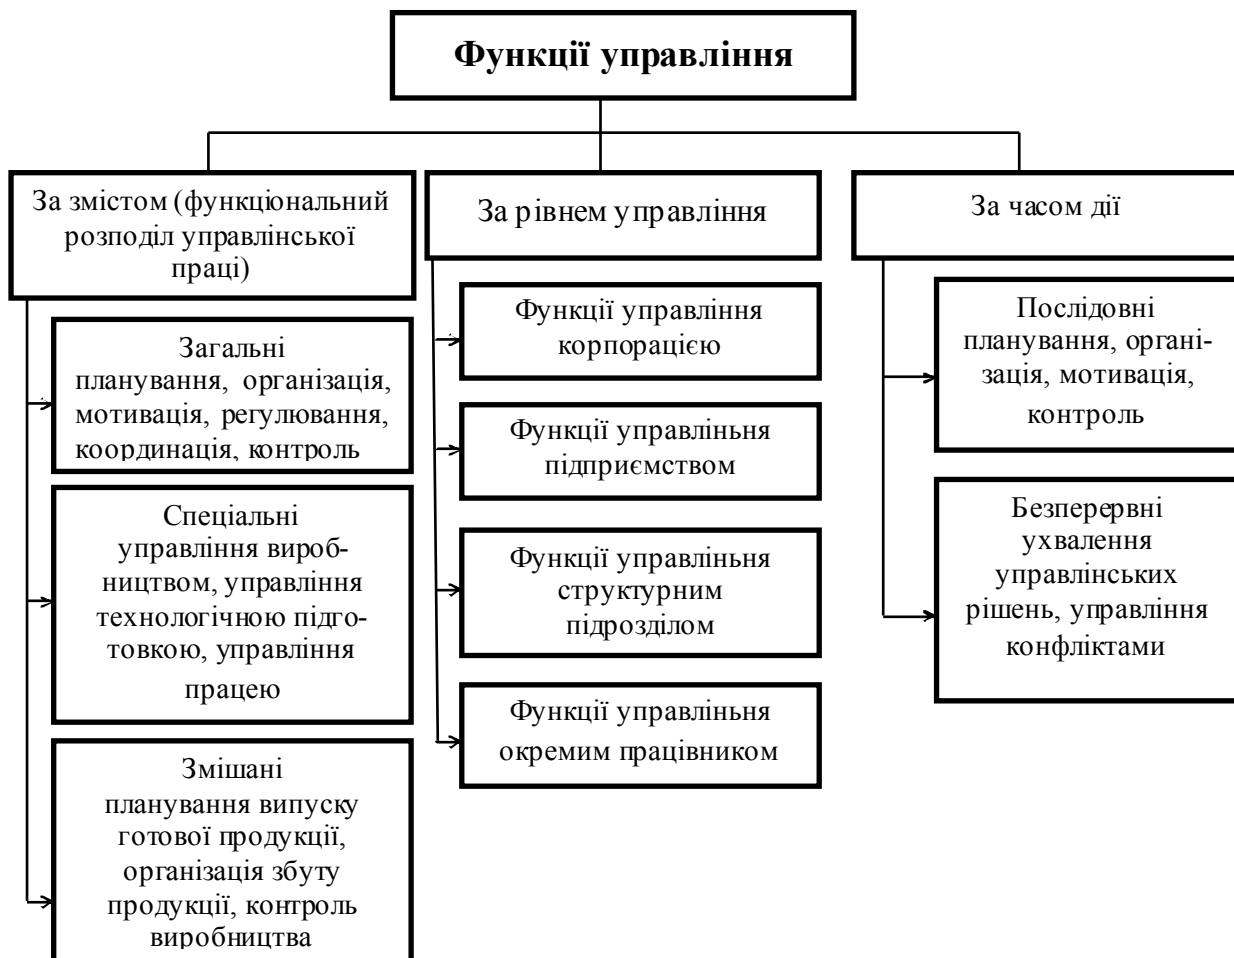 Функції управління
За змістом (функціональний
розподіл управлінської
праці)
Загальні
планування, організація,
мотивація, регулювання,
координація, контроль
Спеціальні
управління вироб-
ництвом, управління
технологічною підго-
товкою, управління
працею
Змішані
планування випуску
готової продукції,
організація збуту
продукції, контроль
виробництва
За рівнем управління
Функції управління
корпорацією
Функції управліньня
підприємством
Функції управліньня
структурним
підрозділом
Функції управліньня
окремим працівником
За часом дії
Послідовні
планування, органі-
зація, мотивація,
контроль
Безперервні
ухвалення
управлінських
рішень, управління
конфліктами